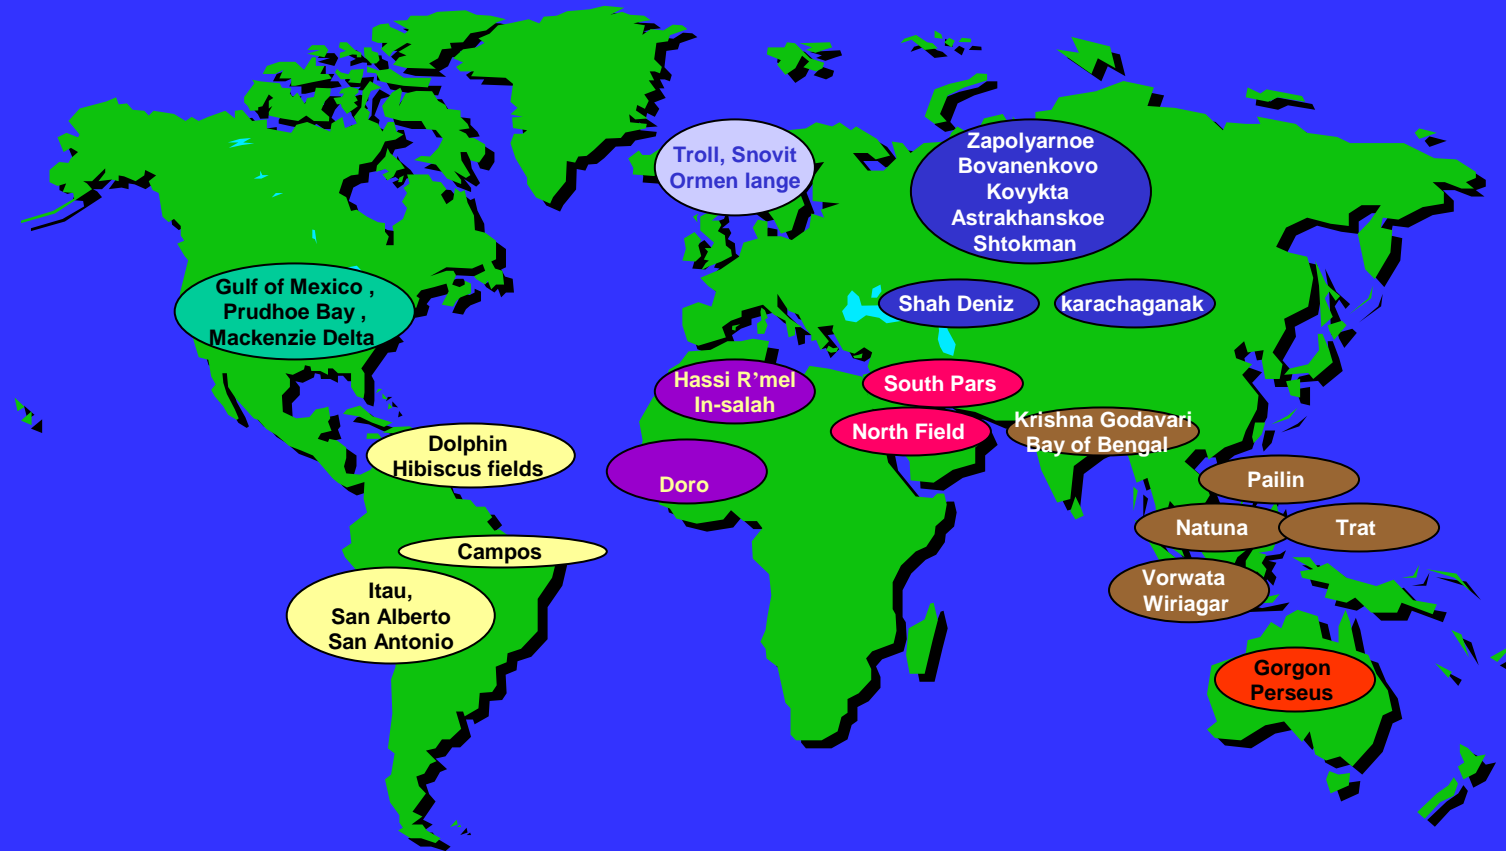 Troll, Snovit
Ormen lange
Zapolyarnoe
Bovanenkovo
Kovykta
Astrakhanskoe
Shtokman
Gulf of Mexico ,
Prudhoe Bay ,
Mackenzie Delta
Shah Deniz
karachaganak
Hassi R’mel
In-salah
South Pars
North Field
Krishna Godavari
Bay of Bengal
Dolphin
Hibiscus fields
Doro
Pailin
Natuna
Trat
Campos
Itau,
San Alberto
San Antonio
Vorwata
Wiriagar
Gorgon
Perseus